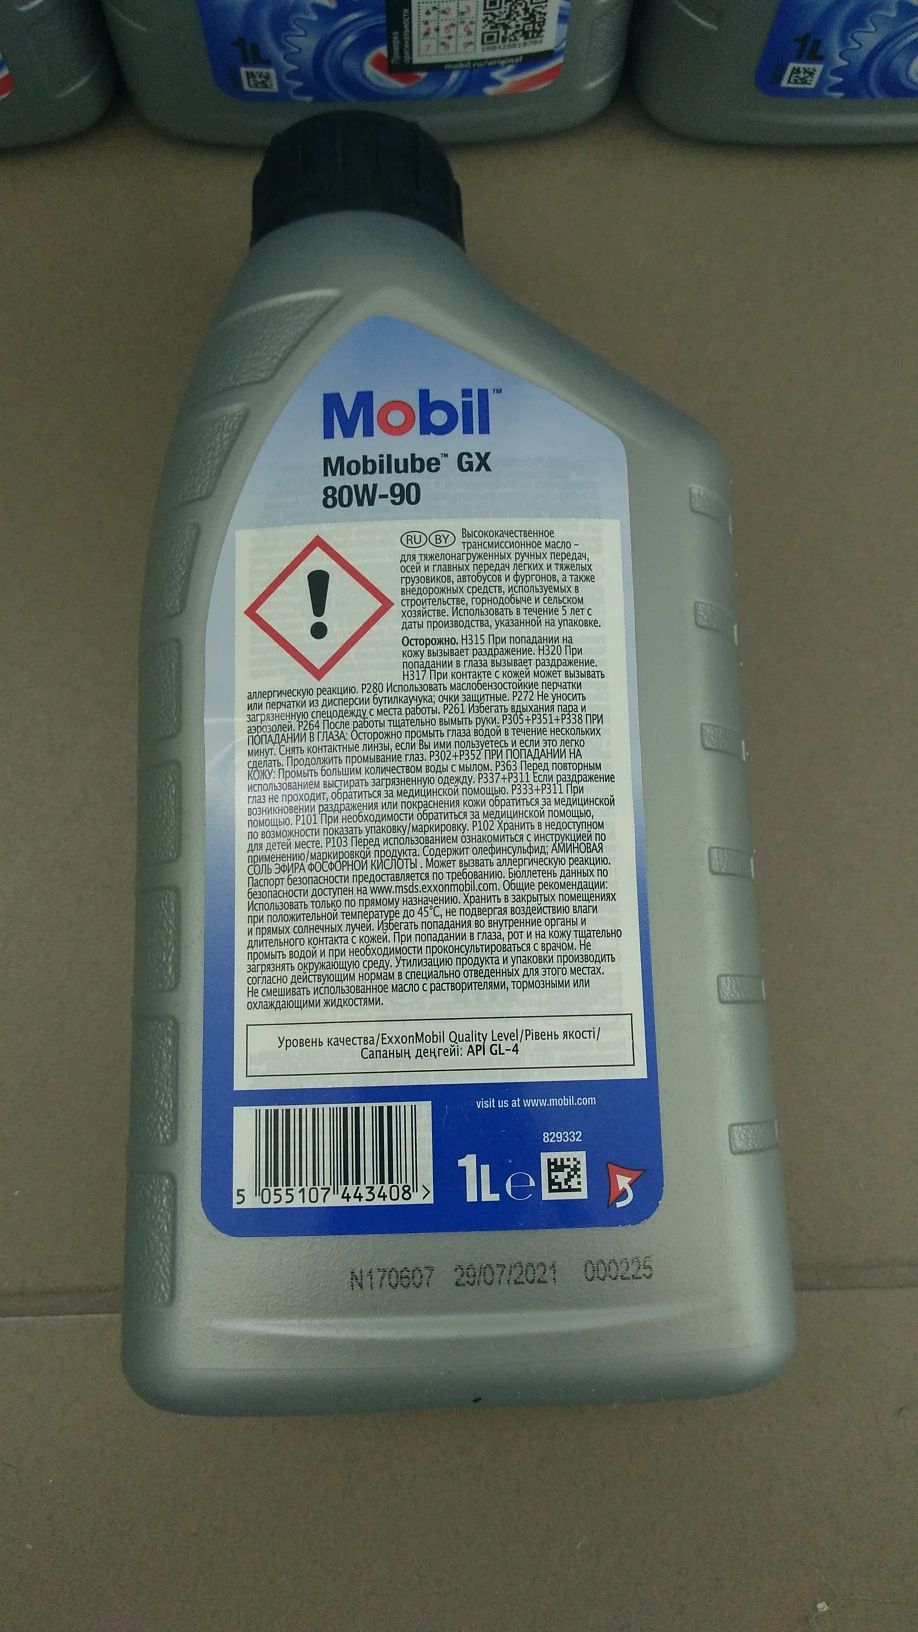 1L
Проверка
оригинальности
mobil.ru/original
1L
Mobil™
Mobilube™ GX
80W-90
RU BY Высококачественное
трансмиссионное масло –
для тяжелонагруженных ручных передач,
осей и главных передач легких и тяжелых
грузовиков, автобусов и фургонов, а также
внедорожных средств, используемых в
строительстве, горнодобыче и сельском
хозяйстве. Использовать в течение 5 лет с
даты производства, указанной на упаковке.
Осторожно. H315 При попадании на
кожу вызывает раздражение. H320 При
попадании в глаза вызывает раздражение.
H317 При контакте с кожей может вызывать
аллергическую реакцию. P280 Использовать маслобензостойкие перчатки
или перчатки из дисперсии бутилкаучука; очки защитные. P272 Не уносить
загрязненную спецодежду с места работы. P261 Избегать вдыхания пара и
аэрозолей. P264 После работы тщательно вымыть руки. P305+P351+P338 ПРИ
ПОПАДАНИИ В ГЛАЗА: Осторожно промыть глаза водой в течение нескольких
минут. Снять контактные линзы, если Вы ими пользуетесь и если это легко
сделать. Продолжить промывание глаз. P302+P352 ПРИ ПОПАДАНИИ НА
КОЖУ: Промыть большим количеством воды с мылом. P363 Перед повторным
использованием выстирать загрязненную одежду. P337+P311 Если раздражение
глаз не проходит, обратиться за медицинской помощью. P333+P311 При
возникновении раздражения или покраснения кожи обратиться за медицинской
помощью. P101 При необходимости обратиться за медицинской помощью,
по возможности показать упаковку/маркировку. P102 Хранить в недоступном
для детей месте. P103 Перед использованием ознакомиться с инструкцией по
применению/маркировкой продукта. Содержит олефинсульфид; АМИНОВАЯ
СОЛЬ ЭФИРА ФОСФОРНОЙ КИСЛОТЫ . Может вызвать аллергическую реакцию.
Паспорт безопасности предоставляется по требованию. Бюллетень данных по
безопасности доступен на www.msds.exxonmobil.com. Общие рекомендации:
Использовать только по прямому назначению. Хранить в закрытых помещениях
при положительной температуре до 45°C, не подвергая воздействию влаги
и прямых солнечных лучей. Избегать попадания во внутренние органы и
длительного контакта с кожей. При попадании в глаза, рот и на кожу тщательно
промыть водой и при необходимости проконсультироваться с врачом. Не
загрязнять окружающую среду. Утилизацию продукта и упаковки производить
согласно действующим нормам в специально отведенных для этого местах.
Не смешивать использованное масло с растворителями, тормозными или
охлаждающими жидкостями.
Уровень качества/ExxonMobil Quality Level/Рівень якості/
Сапаның деңгейі: API GL-4
visit us at www.mobil.com
829332
5 055107 443408 >
1L e
N170607 29/07/2021 000225